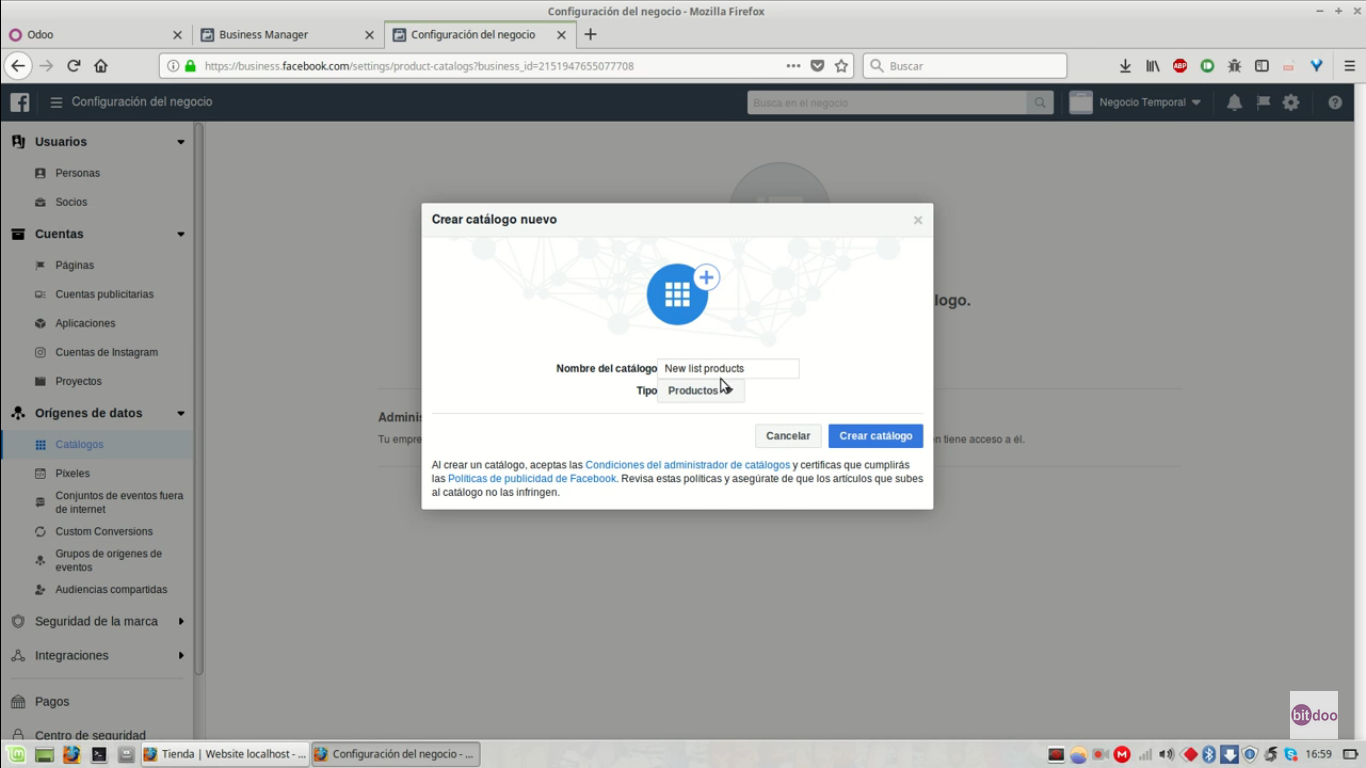 Configuración del negocio - Mozilla Firefox
Odoo
Business Manager
Configuración del negocio
https://business.facebook.com/settings/product-catalogs?business_id=2151947655077708
Buscar
ABP
Configuración del negocio
Busca en el negocio
Negocio Temporal
Usuarios
Personas
Socios
Cuentas
Páginas
Cuentas publicitarias
Aplicaciones
Cuentas de Instagram
Proyectos
Orígenes de datos
Catálogos
Píxeles
Conjuntos de eventos fuera
de internet
Custom Conversions
Grupos de orígenes de
eventos
Audiencias compartidas
Seguridad de la marca
Integraciones
Pagos
Centro de seguridad
logo.
Adminis
Tu empre
en tiene acceso a él.
Crear catálogo nuevo
Nombre del catálogo New list products
Tipo Productos
Cancelar
Crear catálogo
Al crear un catálogo, aceptas las Condiciones del administrador de catálogos y certificas que cumplirás
las Políticas de publicidad de Facebook. Revisa estas políticas y asegúrate de que los artículos que subes
al catálogo no las infringen.
bitdoo
Tienda | Website localhost - ...
Configuración del negocio - ...
16:59